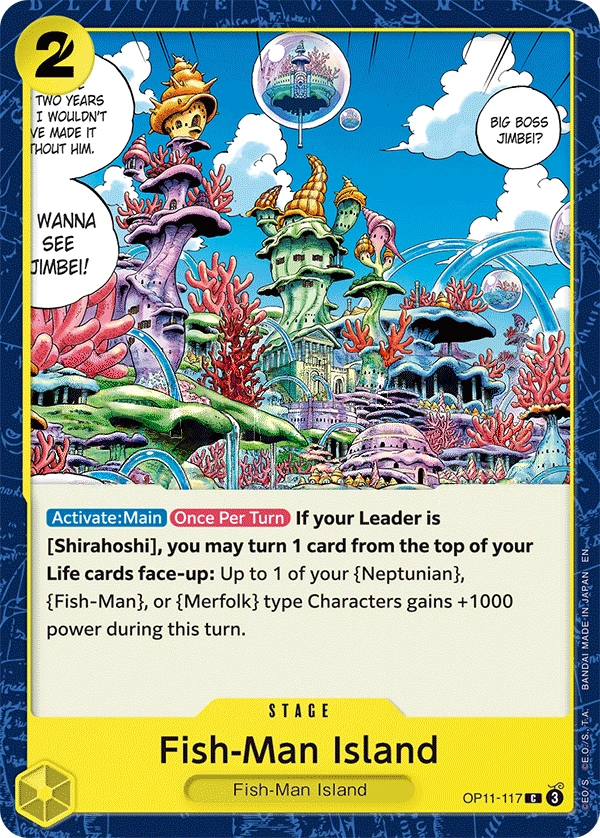 2
TWO YEARS
I WOULDN'T
VE MADE IT
THOUT HIM.
WANNA
SEE
JIMBEI!
BIG BOSS
JIMBEI?
Activate:Main Once Per Turn If your Leader is
[Shirahoshi], you may turn 1 card from the top of your
Life cards face-up: Up to 1 of your {Neptunian},
{Fish-Man}, or {Merfolk} type Characters gains +1000
power during this turn.
STAGE
Fish-Man Island
Fish-Man Island
OP11-117 C 3
©E.O/S. ©E.O./S.,T.A. BANDAI MADE IN JAPAN EN